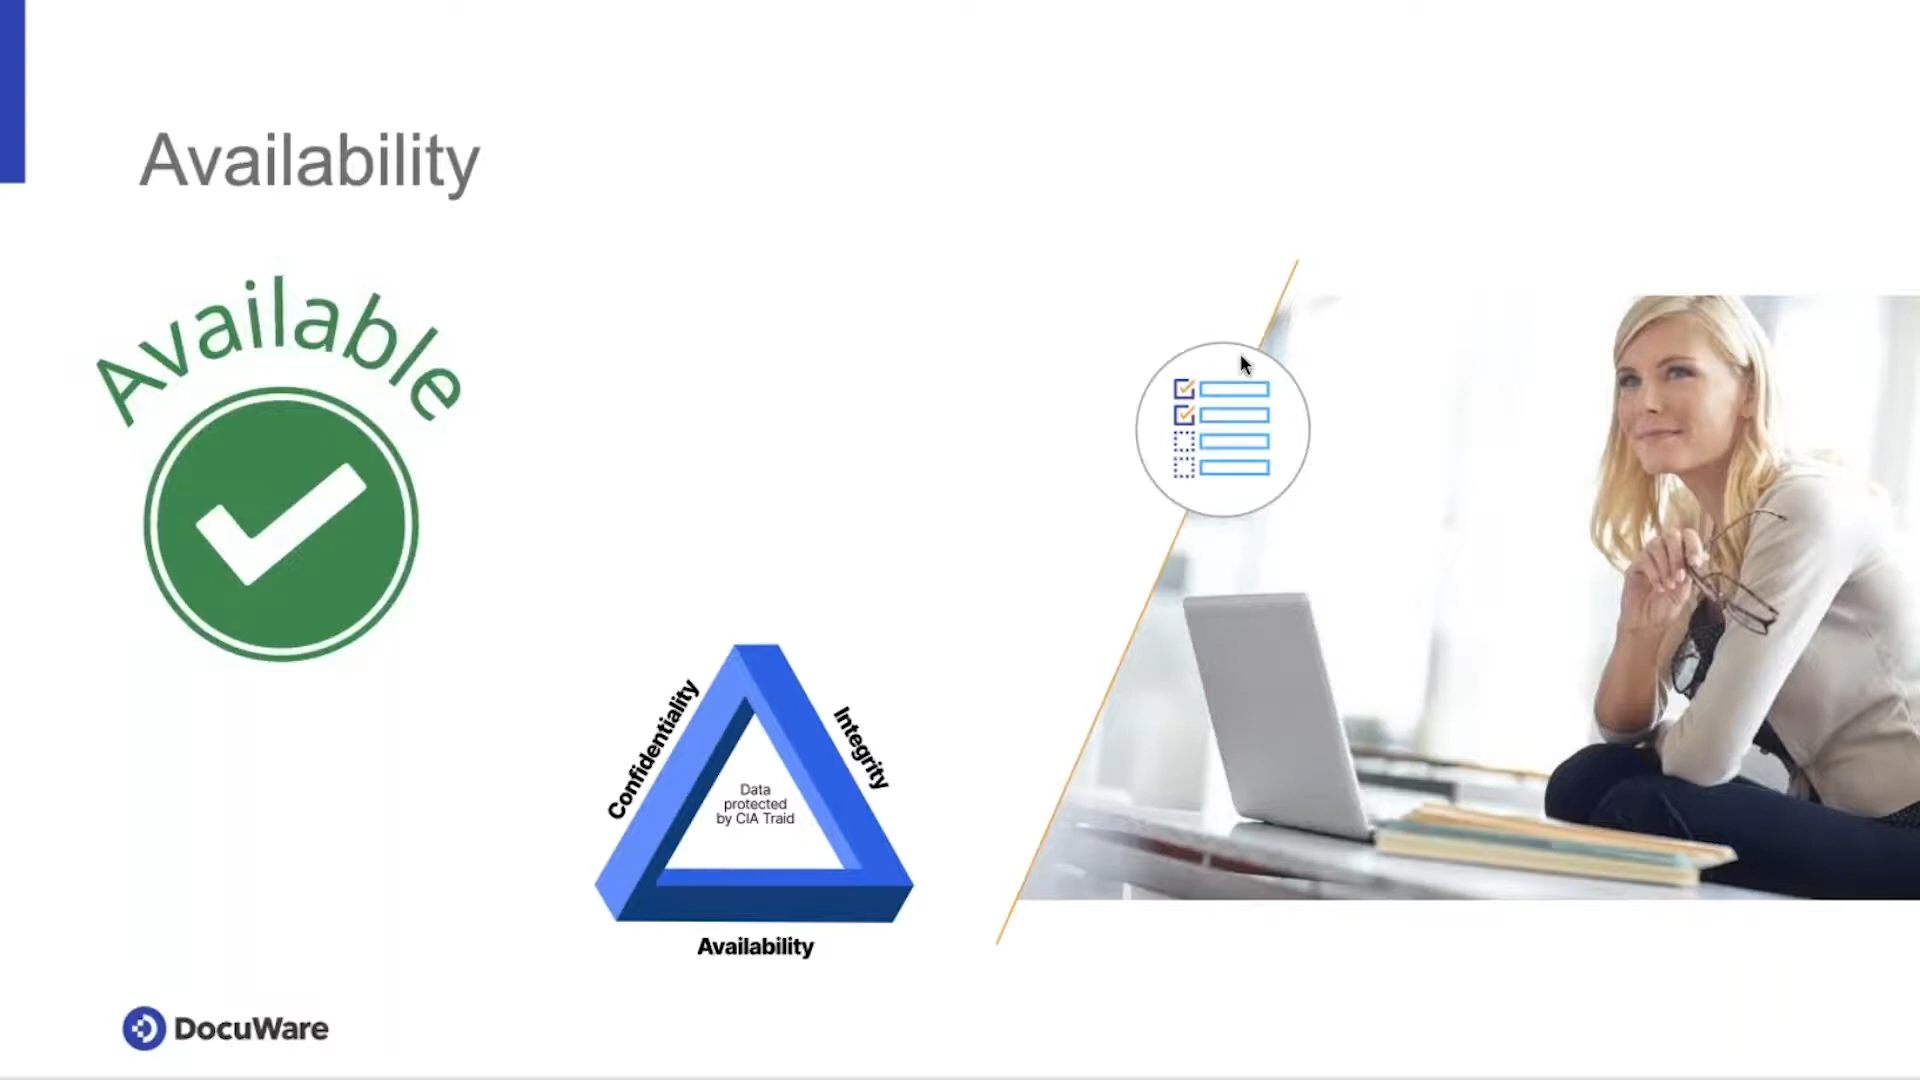 Availability
Available
Confidentiality
Integrity
Data
protected
by CIA Traid
Availability
DocuWare